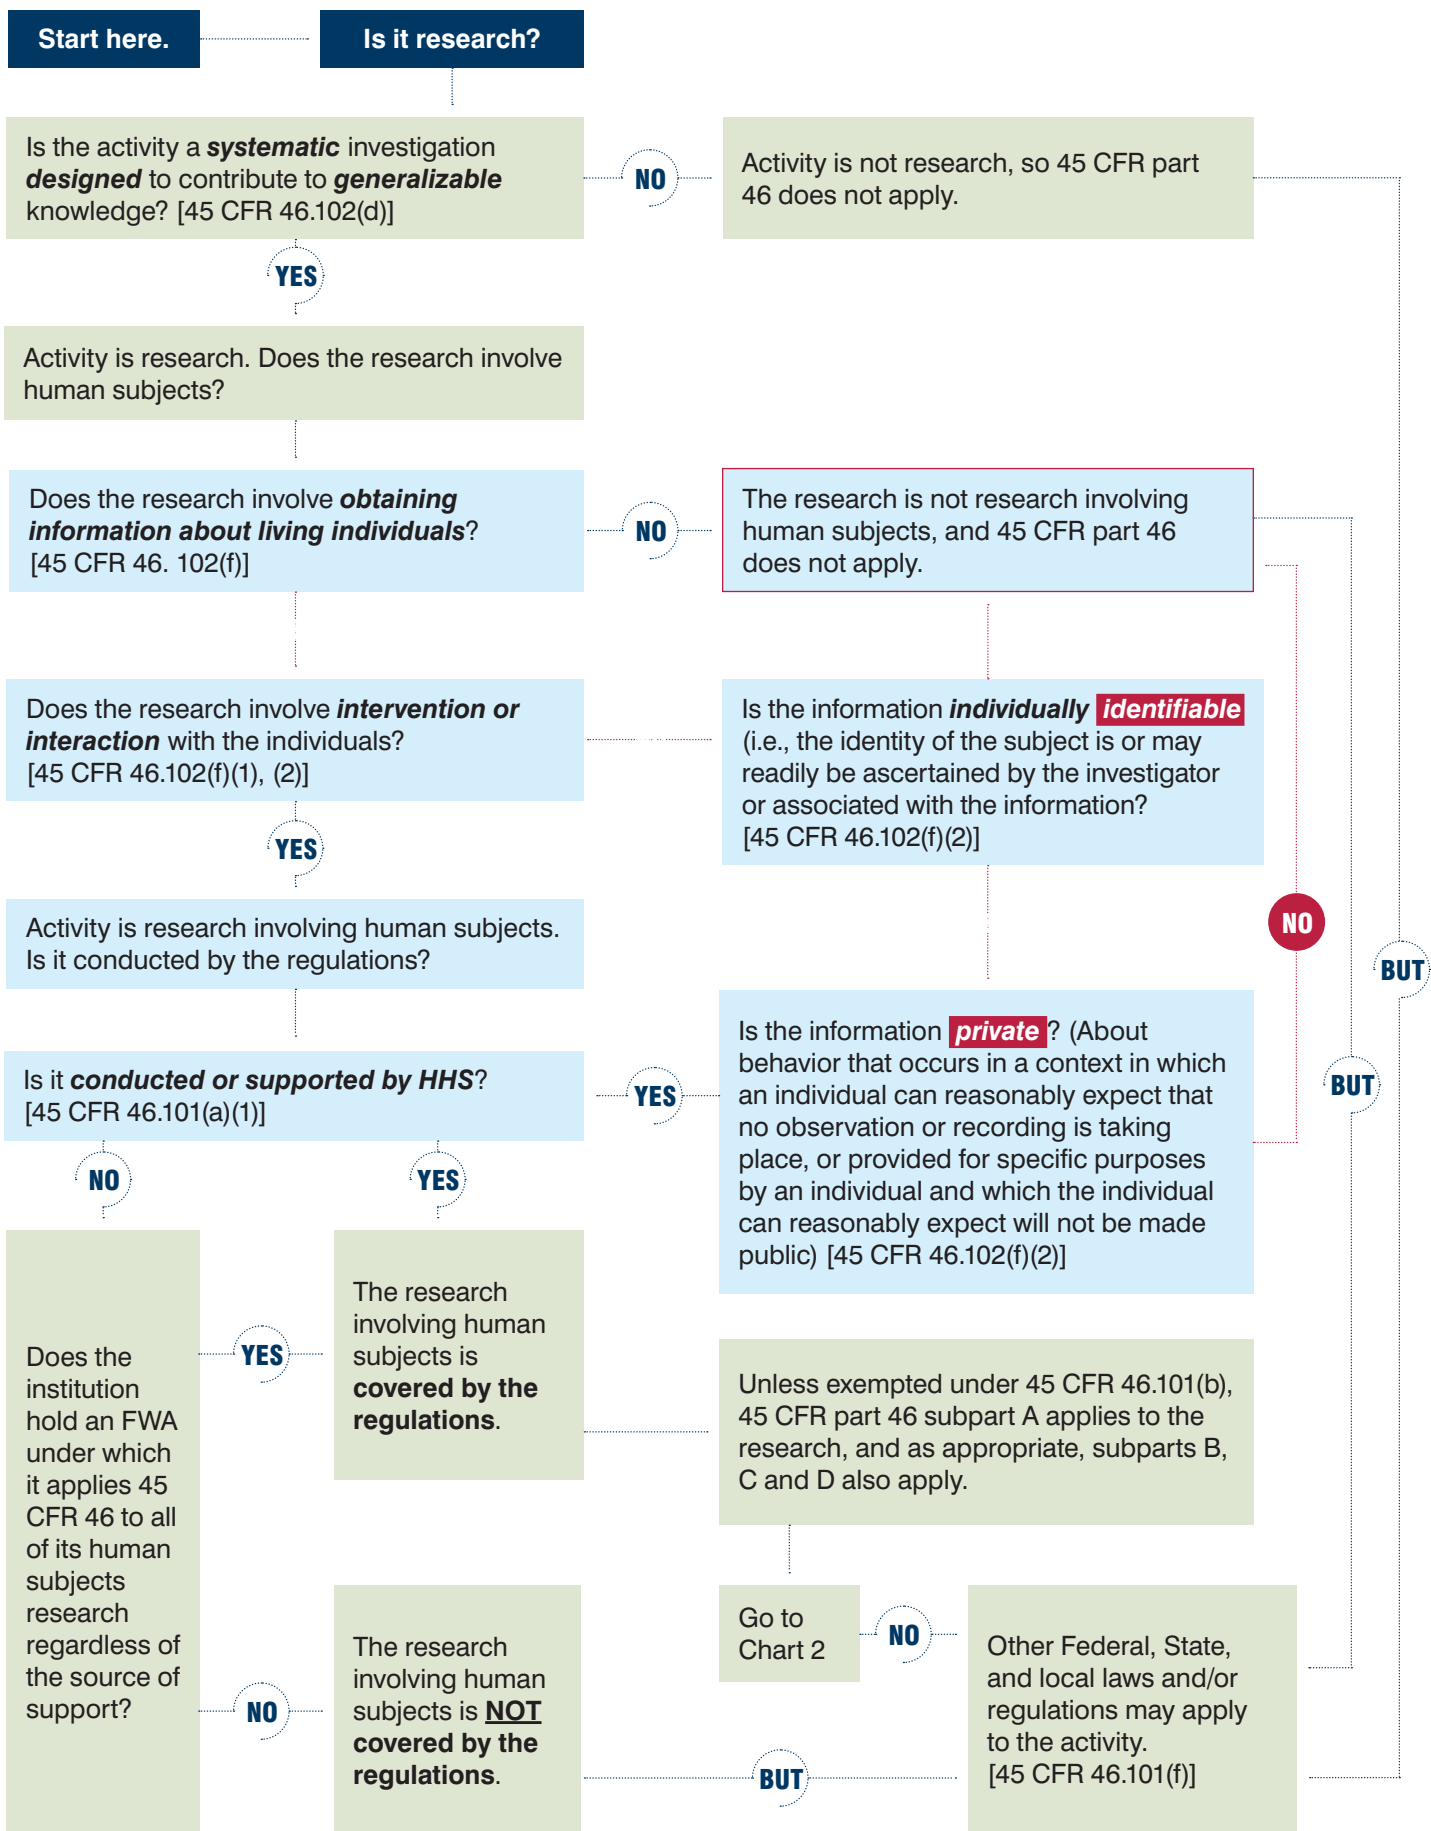 Start here.
Is it research?
Is the activity a systematic investigation
designed to contribute to generalizable
knowledge? [45 CFR 46.102(d)]
NO
Activity is not research, so 45 CFR part
46 does not apply.
YES
Activity is research. Does the research involve
human subjects?
Does the research involve obtaining
information about living individuals?
[45 CFR 46. 102(f)]
NO
The research is not research involving
human subjects, and 45 CFR part 46
does not apply.
Does the research involve intervention or
interaction with the individuals?
[45 CFR 46.102(f)(1), (2)]
Is the information individually identifiable
(i.e., the identity of the subject is or may
readily be ascertained by the investigator
or associated with the information?
[45 CFR 46.102(f)(2)]
YES
NO
BUT
Activity is research involving human subjects.
Is it conducted by the regulations?
Is it conducted or supported by HHS?
[45 CFR 46.101(a)(1)]
YES
Is the information private? (About
behavior that occurs in a context in which
an individual can reasonably expect that
no observation or recording is taking
place, or provided for specific purposes
by an individual and which the individual
can reasonably expect will not be made
public) [45 CFR 46.102(f)(2)]
BUT
NO
YES
Does the
institution
hold an FWA
under which
it applies 45
CFR 46 to all
of its human
subjects
research
regardless of
the source of
support?
YES
The research
involving human
subjects is
covered by the
regulations.
Unless exempted under 45 CFR 46.101(b),
45 CFR part 46 subpart A applies to the
research, and as appropriate, subparts B,
C and D also apply.
NO
The research
involving human
subjects is NOT
covered by the
regulations.
BUT
Go to
Chart 2
NO
Other Federal, State,
and local laws and/or
regulations may apply
to the activity.
[45 CFR 46.101(f)]